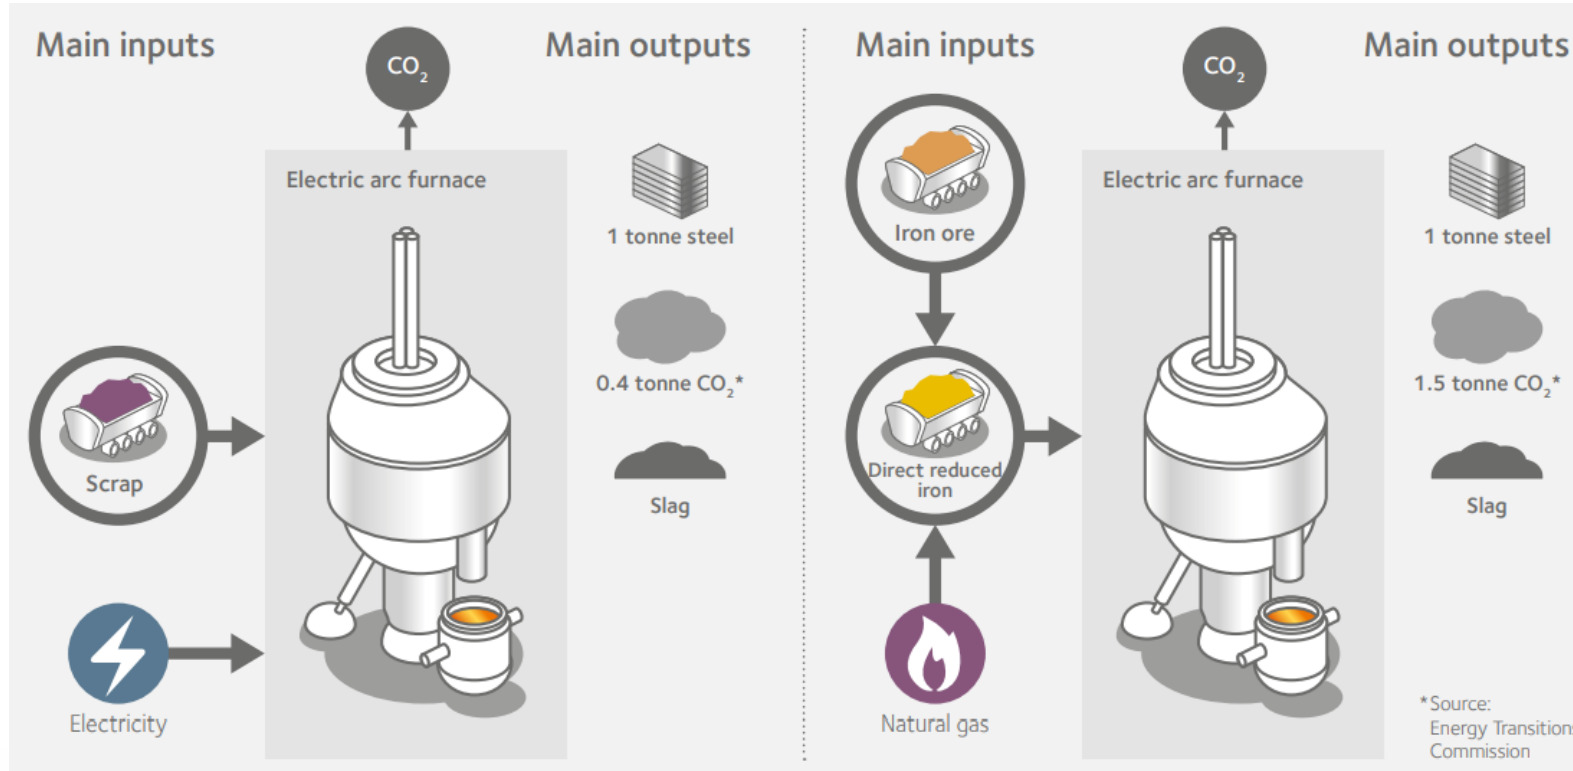 Main inputs
CO₂
Main outputs
Electric arc furnace
1 tonne steel
0.4 tonne CO₂*
Scrap
Slag
Electricity
Main inputs
CO₂
Main outputs
Iron ore
Electric arc furnace
1 tonne steel
1.5 tonne CO₂*
Direct reduced
iron
Slag
Natural gas
*Source:
Energy Transitions
Commission